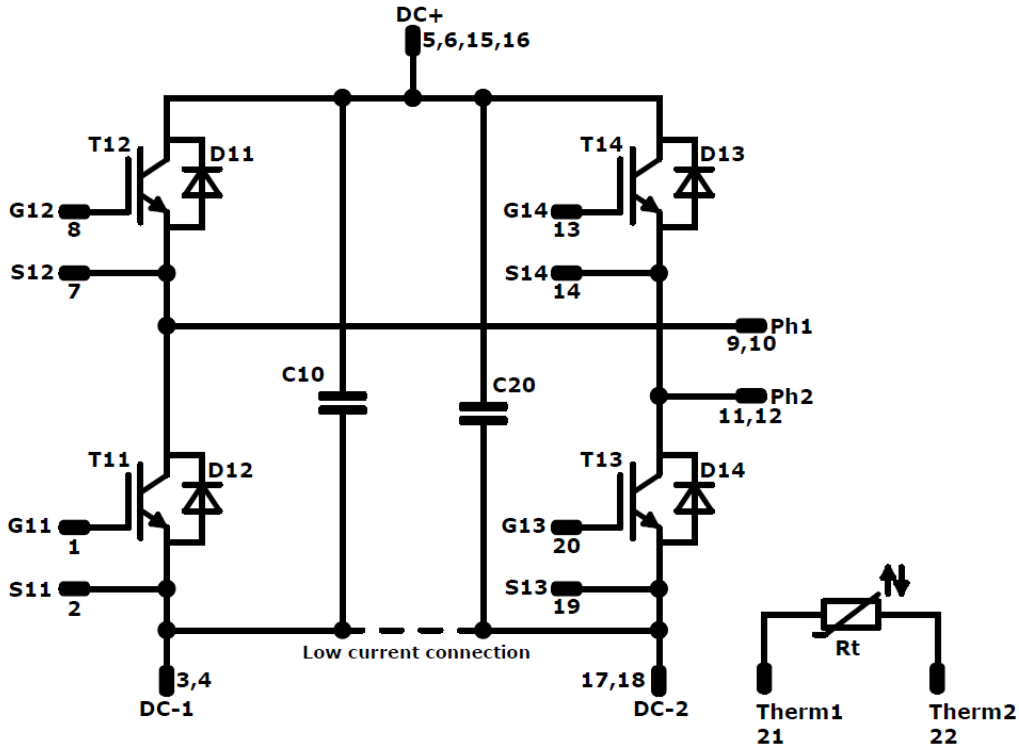 DC+
5,6,15,16
T12
D11
T14
D13
G12
8
G14
13
S12
7
S14
14
Ph1
9,10
C10
C20
Ph2
11,12
T11
D12
T13
D14
G11
1
G13
20
S11
2
S13
19
Low current connection
Rt
3,4
DC-1
17,18
DC-2
Therm1
21
Therm2
22